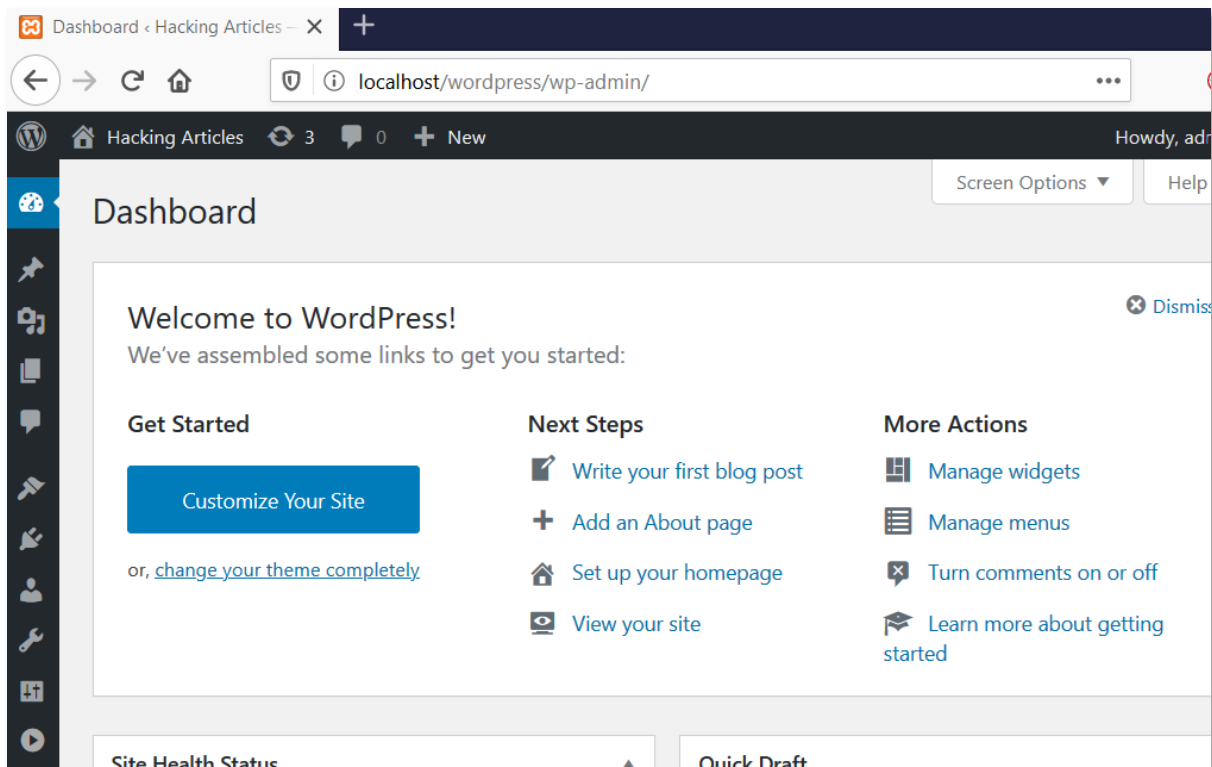 Dashboard ‹ Hacking Articles —
localhost/wordpress/wp-admin/
Hacking Articles 3 0 New Howdy, adr
Screen Options Help
Dashboard
Welcome to WordPress!
Dismiss
We've assembled some links to get you started:
Get Started Next Steps More Actions
Customize Your Site
or, change your theme completely
Write your first blog post
Add an About page
Set up your homepage
View your site
Manage widgets
Manage menus
Turn comments on or off
Learn more about getting
started
Site Health Status Quick Draft